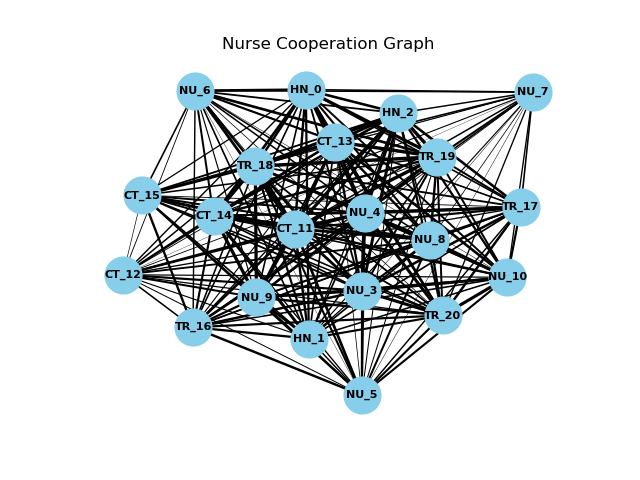 Nurse Cooperation Graph
NU_6
HN_0
NU_7
HN_2
CT_13
TR_19
TR_18
CT_15
TR_17
NU_4
CT_14
CT_11
NU_8
CT_12
NU_10
NU_3
NU_9
TR_20
TR_16
HN_1
NU_5